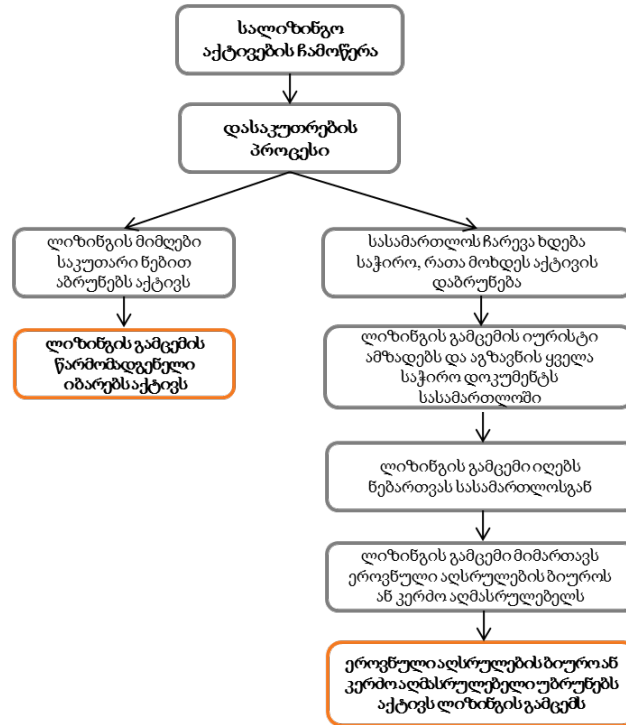 სალიზინგო
აქტივების ჩამოწერა
დასაკუთრების
პროცესი
ლიზინგის მიმღები
საკუთარი ნებით
აბრუნებს აქტივს
ლიზინგის გამცემის
წარმომადგენელი
იბარებს აქტივს
სასამართლოს ჩარევა ხდება
საჭირო, რათა მოხდეს აქტივის
დაბრუნება
ლიზინგის გამცემის იურისტი
ამზადებს და აგზავნის ყველა
საჭირო დოკუმენტს
სასამართლოში
ლიზინგის გამცემი იღებს
ნებართვას სასამართლოსგან
ლიზინგის გამცემი მიმართავს
ეროვნული აღსრულების ბიუროს
ან კერძო აღმასრულებელს
ეროვნული აღსრულების ბიურო ან
კერძო აღმასრულებელი უბრუნებს
აქტივს ლიზინგის გამცემს